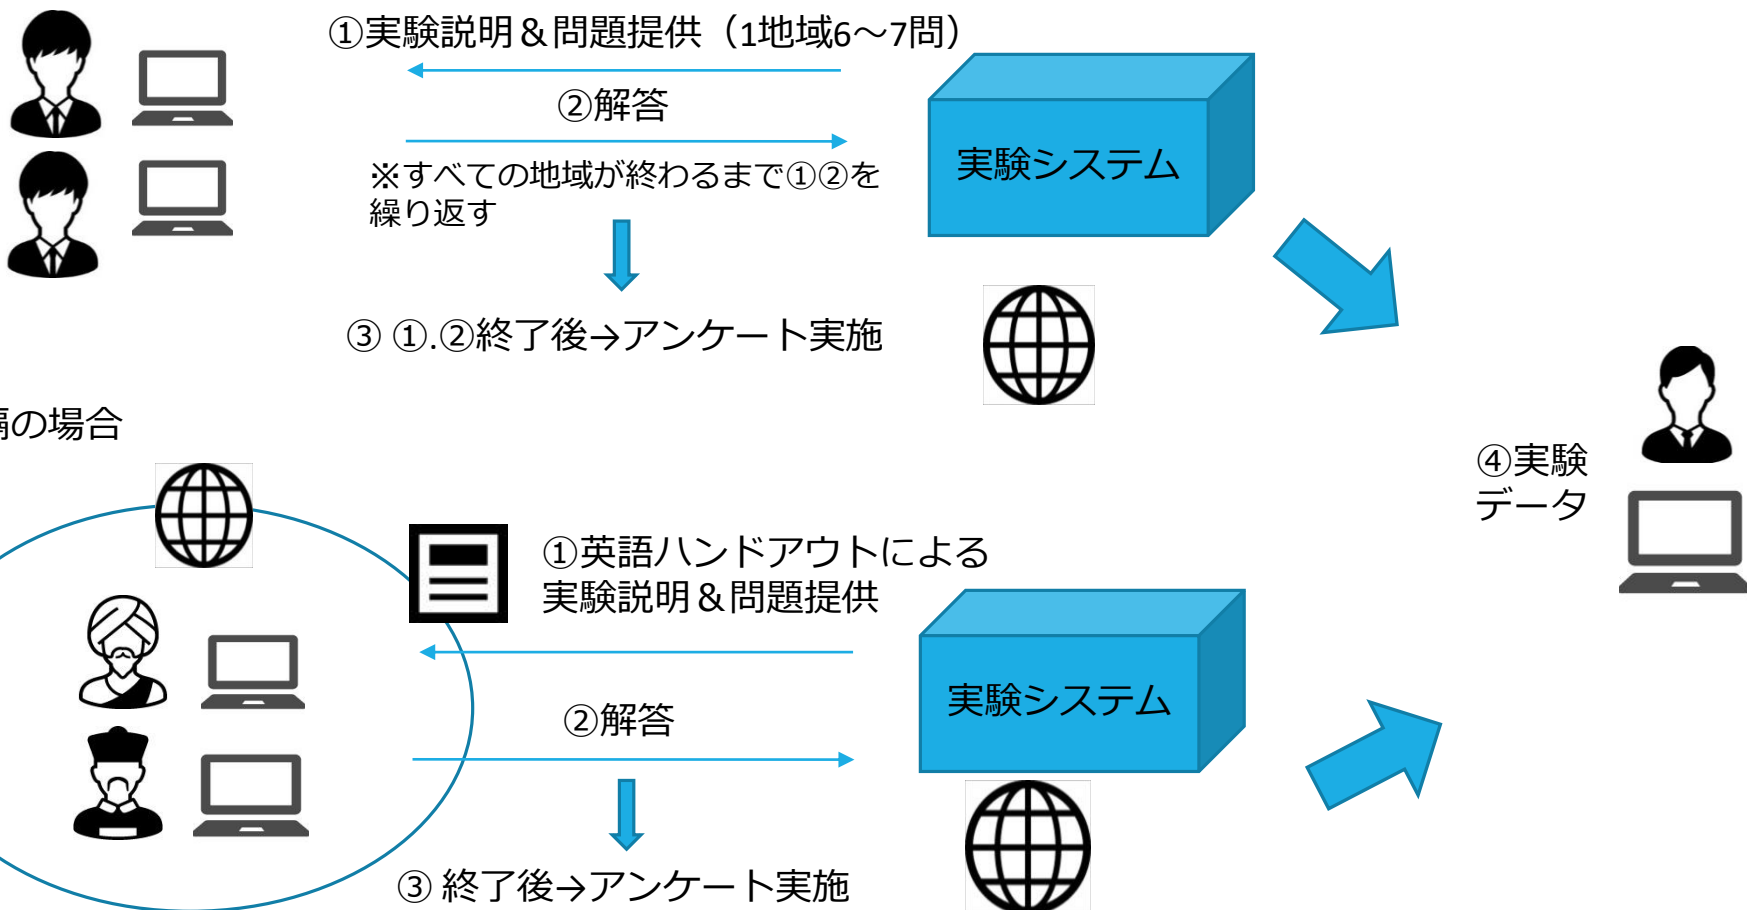 ①実験説明＆問題提供（1地域6～7問）
②解答
※すべての地域が終わるまで①②を
繰り返す
実験システム
③ ①.②終了後→アンケート実施
の場合
④実験
データ
①英語ハンドアウトによる
実験説明＆問題提供
実験システム
②解答
③ 終了後→アンケート実施